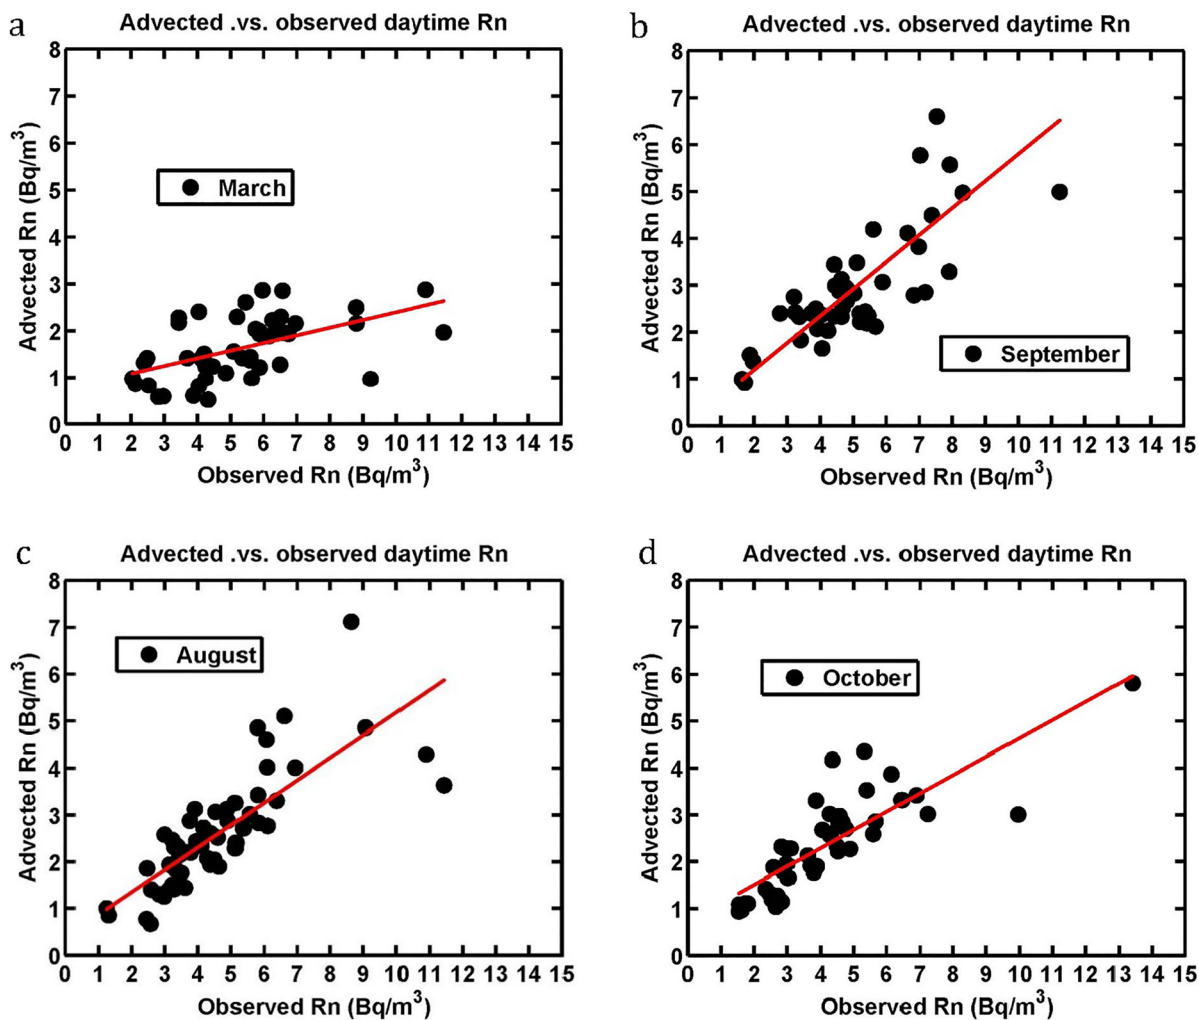 a
Advected .vs. observed daytime Rn
8
7
6
5
4
3
2
1
0
Advected Rn (Bq/m³)
March
0 1 2 3 4 5 6 7 8 9 10 11 12 13 14 15
Observed Rn (Bq/m³)
b
Advected .vs. observed daytime Rn
8
7
6
5
4
3
2
1
0
Advected Rn (Bq/m³)
September
0 1 2 3 4 5 6 7 8 9 10 11 12 13 14 15
Observed Rn (Bq/m³)
c
Advected .vs. observed daytime Rn
8
7
6
5
4
3
2
1
0
Advected Rn (Bq/m³)
August
0 1 2 3 4 5 6 7 8 9 10 11 12 13 14 15
Observed Rn (Bq/m³)
d
Advected .vs. observed daytime Rn
8
7
6
5
4
3
2
1
0
Advected Rn (Bq/m³)
October
0 1 2 3 4 5 6 7 8 9 10 11 12 13 14 15
Observed Rn (Bq/m³)